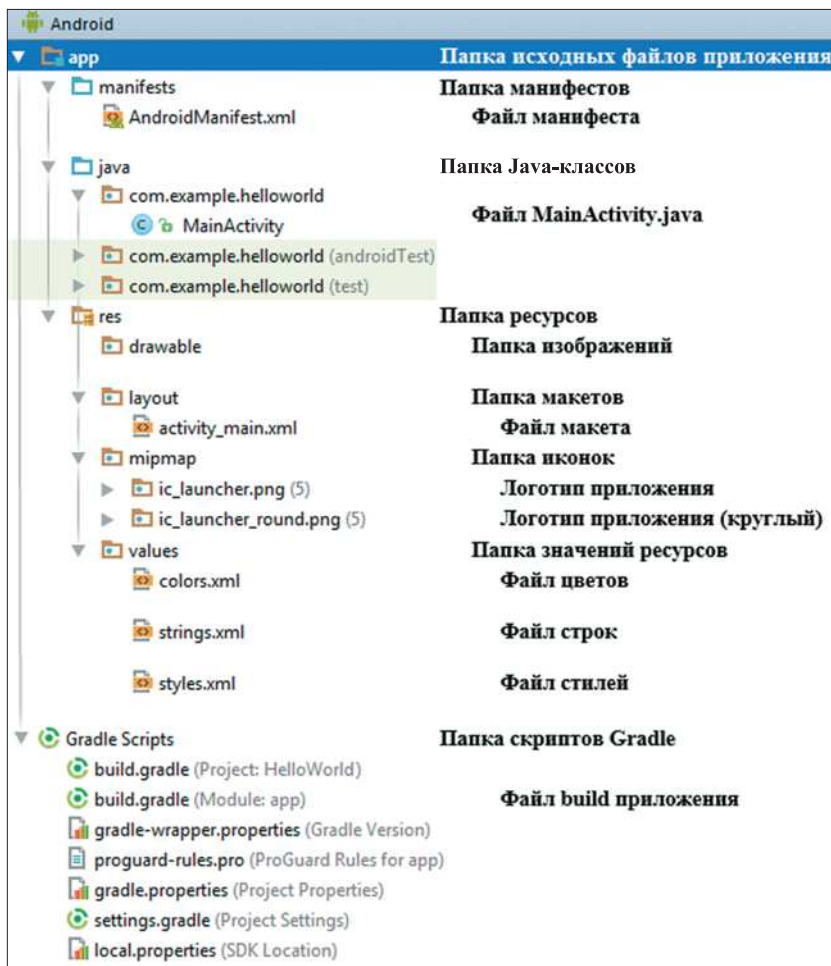 Android
app Папка исходных файлов приложения
manifests Папка манифестов
AndroidManifest.xml Файл манифеста
java Папка Java-классов
com.example.helloworld
Файл MainActivity.java
MainActivity
com.example.helloworld (androidTest)
com.example.helloworld (test)
res Папка ресурсов
drawable Папка изображений
layout Папка макетов
activity_main.xml Файл макета
mipmap Папка иконок
ic_launcher.png (5) Логотип приложения
ic_launcher_round.png (5) Логотип приложения (круглый)
values Папка значений ресурсов
colors.xml Файл цветов
strings.xml Файл строк
styles.xml Файл стилей
Gradle Scripts Папка скриптов Gradle
build.gradle (Project: HelloWorld)
build.gradle (Module: app) Файл build приложения
gradle-wrapper.properties (Gradle Version)
proguard-rules.pro (ProGuard Rules for app)
gradle.properties (Project Properties)
settings.gradle (Project Settings)
local.properties (SDK Location)